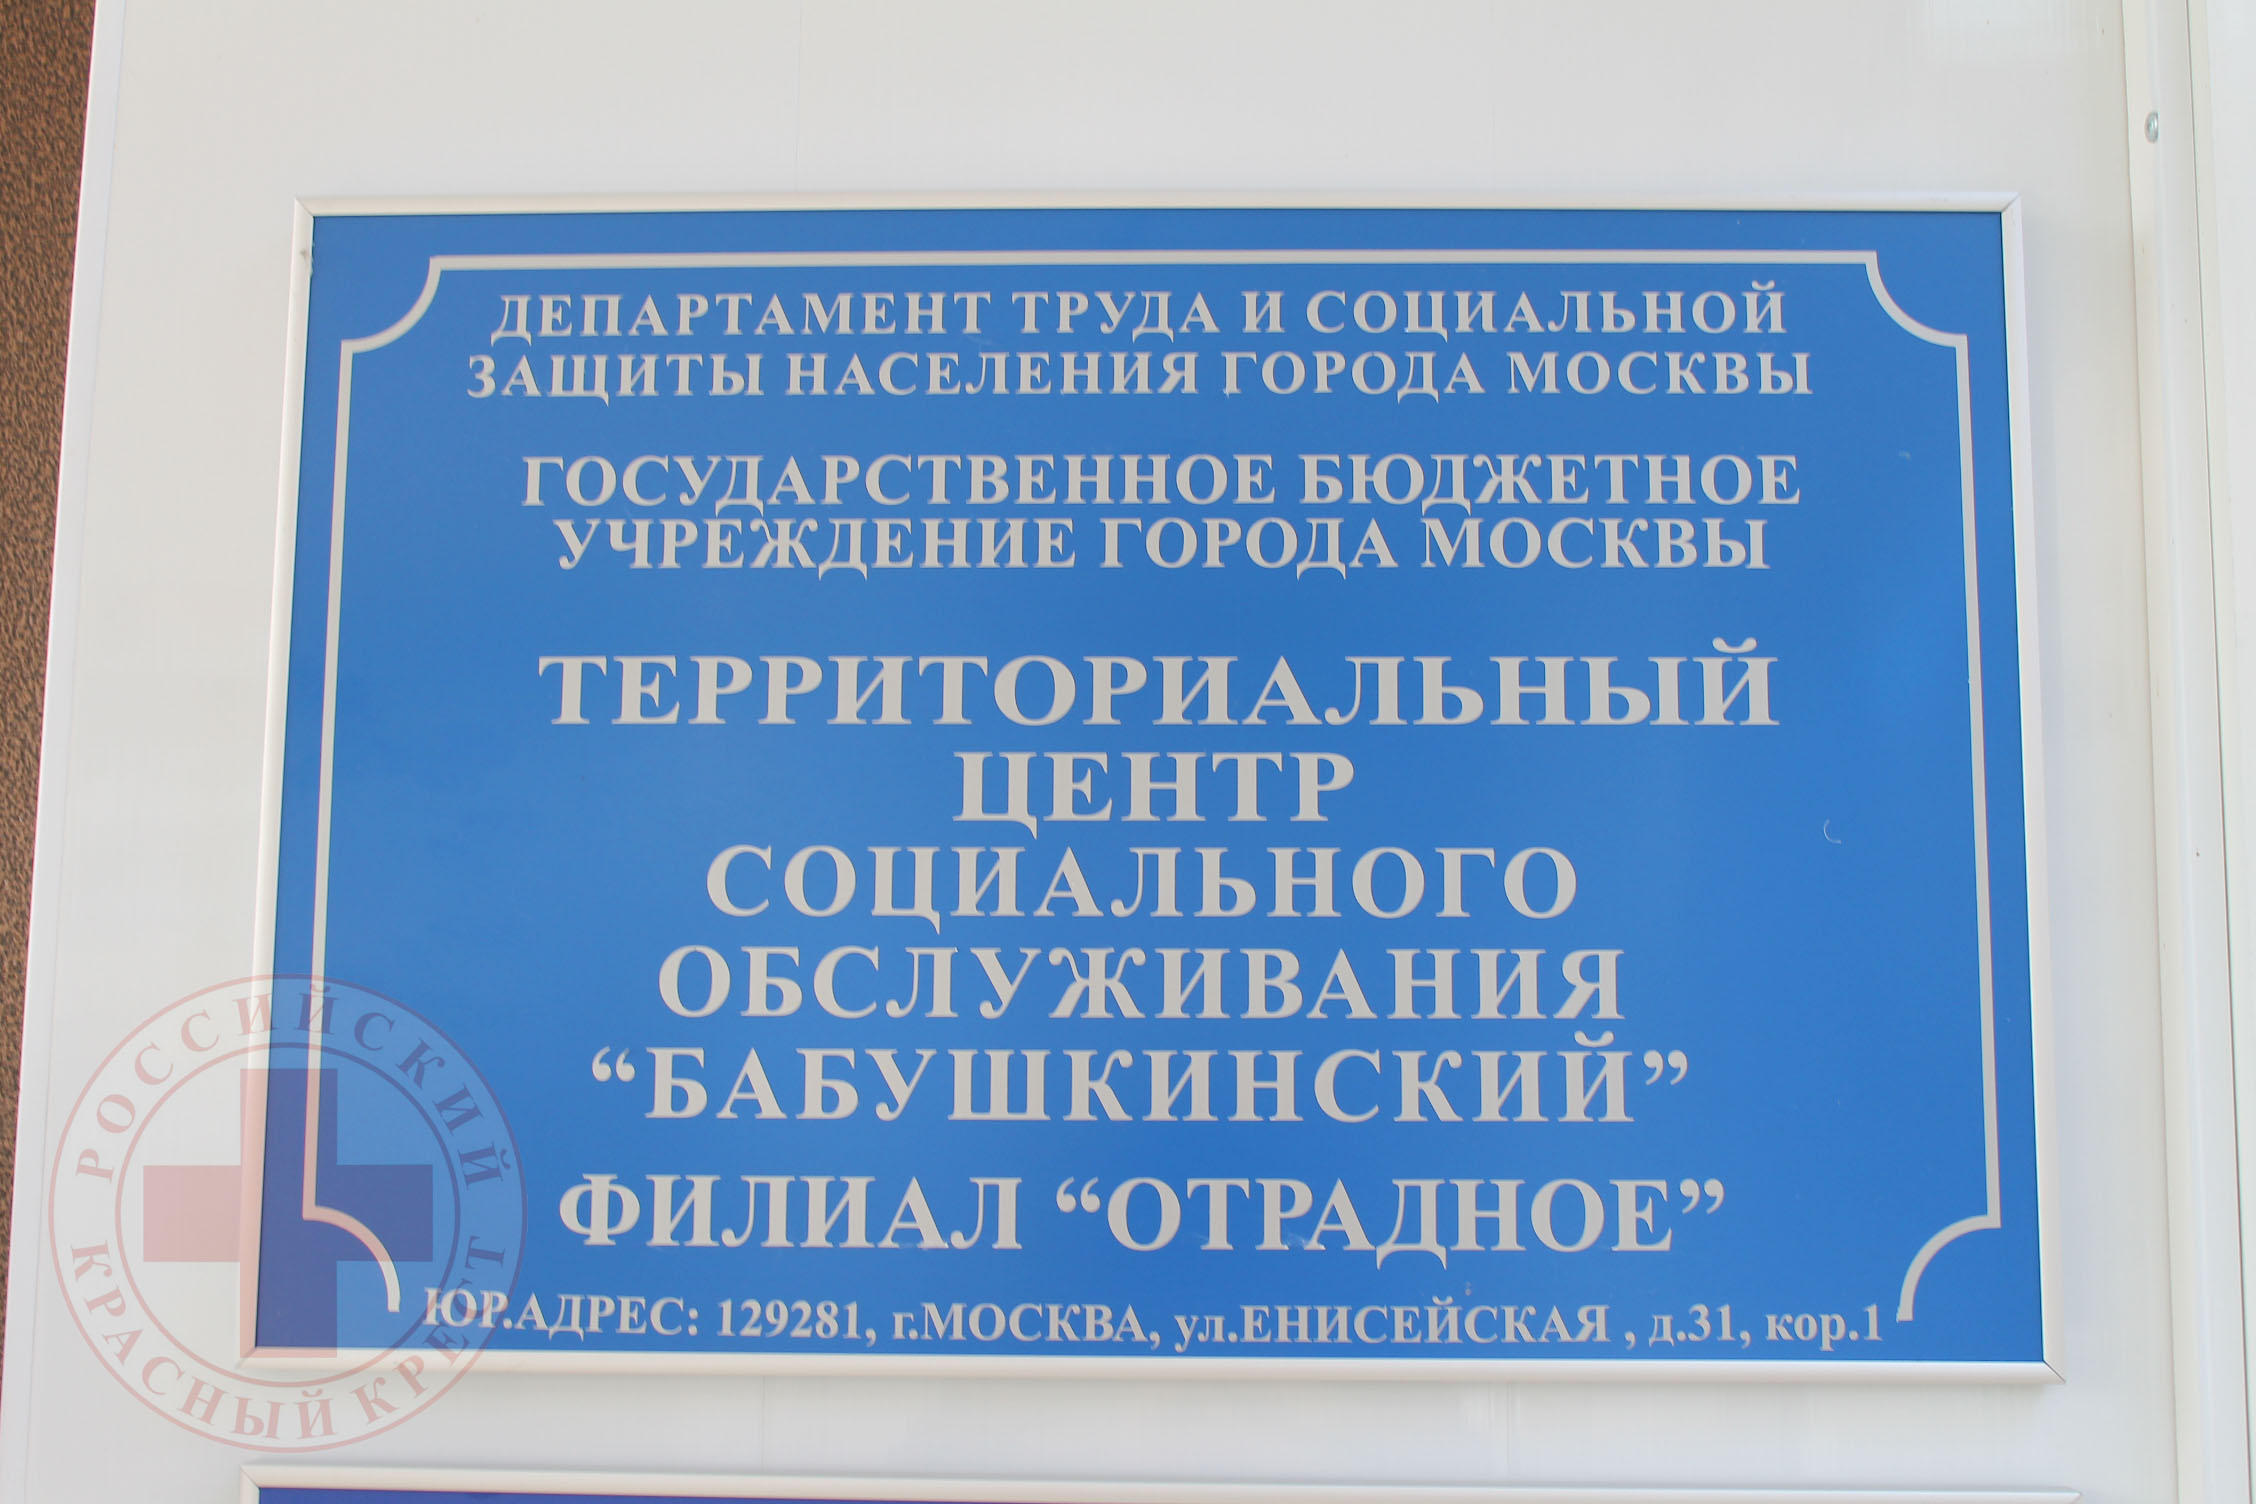 ДЕПАРТАМЕНТ ТРУДА И СОЦИАЛЬНОЙ
ЗАЩИТЫ НАСЕЛЕНИЯ ГОРОДА МОСКВЫ
ГОСУДАРСТВЕННОЕ БЮДЖЕТНОЕ
УЧРЕЖДЕНИЕ ГОРОДА МОСКВЫ
ТЕРРИТОРИАЛЬНЫЙ
ЦЕНТР
СОЦИАЛЬНОГО
ОБСЛУЖИВАНИЯ
“БАБУШКИНСКИЙ”
ФИЛИАЛ “ОТРАДНОЕ”
ЮР.АДРЕС: 129281, г.МОСКВА, ул.ЕНИСЕЙСКАЯ , д.31, кор.1
РОССИЙСКИЙ
КРАСНЫЙ КРЕСТ